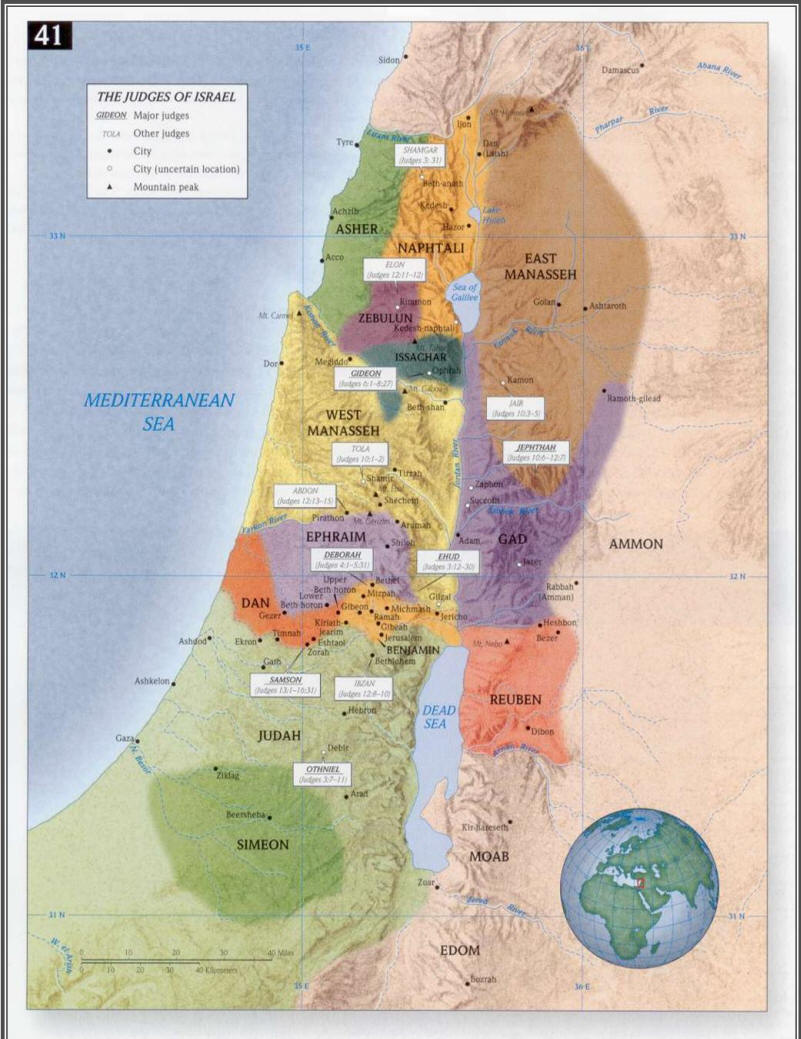 41
THE JUDGES OF ISRAEL
GIDEON Major judges
TOLA Other judges
City
City (uncertain location)
Mountain peak
35 E
36 E
Sidon
Damascus
Abana River
Pharpar River
Mt. Hermon
Ijon
Tyre
Litani River
Dan
(Laish)
SHAMGAR
(Judges 3: 31)
Beth-anath
Kedesh
Achzib
Lake
Huleh
ASHER
Hazor
33 N
33 N
NAPHTALI
Acco
EAST
MANASSEH
ELON
(Judges 12:11–12)
Sea of
Galilee
Rimmon
Golan
Ashtaroth
Mt. Carmel
Kishon River
ZEBULUN
Kedesh-naphtali
Yarmuk River
Mt. Tabor
ISSACHAR
Dor
Megiddo
Ophrah
GIDEON
(Judges 6:1–8:27)
Kamon
Mt. Gilboa
Ramoth-gilead
MEDITERRANEAN
SEA
Beth-shan
JAIR
(Judges 10:3–5)
WEST
MANASSEH
TOLA
(Judges 10:1–2)
JEPHTHAH
(Judges 10:6–12:7)
Jordan River
Tirzah
Shamir
Mt. Ebal
Zaphon
ABDON
(Judges 12:13–15)
Shechem
Succoth
Jabbok River
Pirathon
Mt. Gerizim
Arumah
Yarkon River
EPHRAIM
Shiloh
Adam
GAD
AMMON
DEBORAH
(Judges 4:1–5:31)
EHUD
(Judges 3:12–30)
Jazer
32 N
32 N
Upper
Beth-horon
Bethel
Rabbah
(Amman)
Mizpah
Lower
Beth-horon
DAN
Gilgal
Gibeon
Michmash
Gezer
Ramah
Jericho
Kiriath
Jearim
Gibeah
Heshbon
Ashdod
Ekron
Timnah
Eshtaol
Jerusalem
Bezer
Zorah
BENJAMIN
Mt. Nebo
Gath
Bethlehem
Ashkelon
SAMSON
(Judges 13:1–16:31)
IBZAN
(Judges 12:8–10)
REUBEN
Hebron
DEAD
SEA
Gaza
JUDAH
Dibon
N. Besor
Debir
Arnon River
OTHNIEL
(Judges 3:7–11)
Ziklag
Arad
Beersheba
Kir-hareseth
SIMEON
MOAB
Zoar
Zered River
31 N
31 N
W. el-Arish
EDOM
0 10 20 30 40 Miles
0 10 20 30 40 Kilometers
Bozrah
35 E
36 E